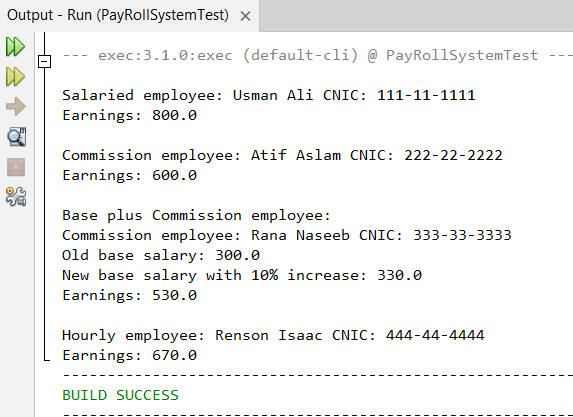 Output - Run (PayRollSystemTest) ×
--- exec:3.1.0:exec (default-cli) @ PayRollSystemTest ---
Salaried employee: Usman Ali CNIC: 111-11-1111
Earnings: 800.0
Commission employee: Atif Aslam CNIC: 222-22-2222
Earnings: 600.0
Base plus Commission employee:
Commission employee: Rana Naseeb CNIC: 333-33-3333
Old base salary: 300.0
New base salary with 10% increase: 330.0
Earnings: 530.0
Hourly employee: Renson Isaac CNIC: 444-44-4444
Earnings: 670.0
------------------------------------------------------------
BUILD SUCCESS
------------------------------------------------------------